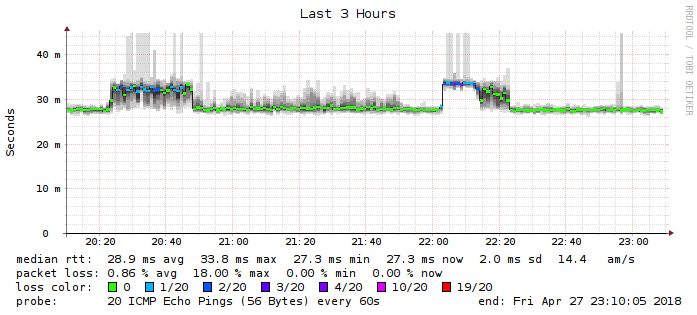 Last 3 Hours
RRDTOOL / TOBI OETIKER
Seconds
40 m
30 m
20 m
10 m
0
20:20 20:40 21:00 21:20 21:40 22:00 22:20 22:40 23:00
median rtt: 28.9 ms avg 33.8 ms max 27.3 ms min 27.3 ms now 2.0 ms sd 14.4 am/s
packet loss: 0.86 % avg 18.00 % max 0.00 % min 0.00 % now
loss color: 0 1/20 2/20 3/20 4/20 10/20 19/20
probe: 20 ICMP Echo Pings (56 Bytes) every 60s end: Fri Apr 27 23:10:05 2018